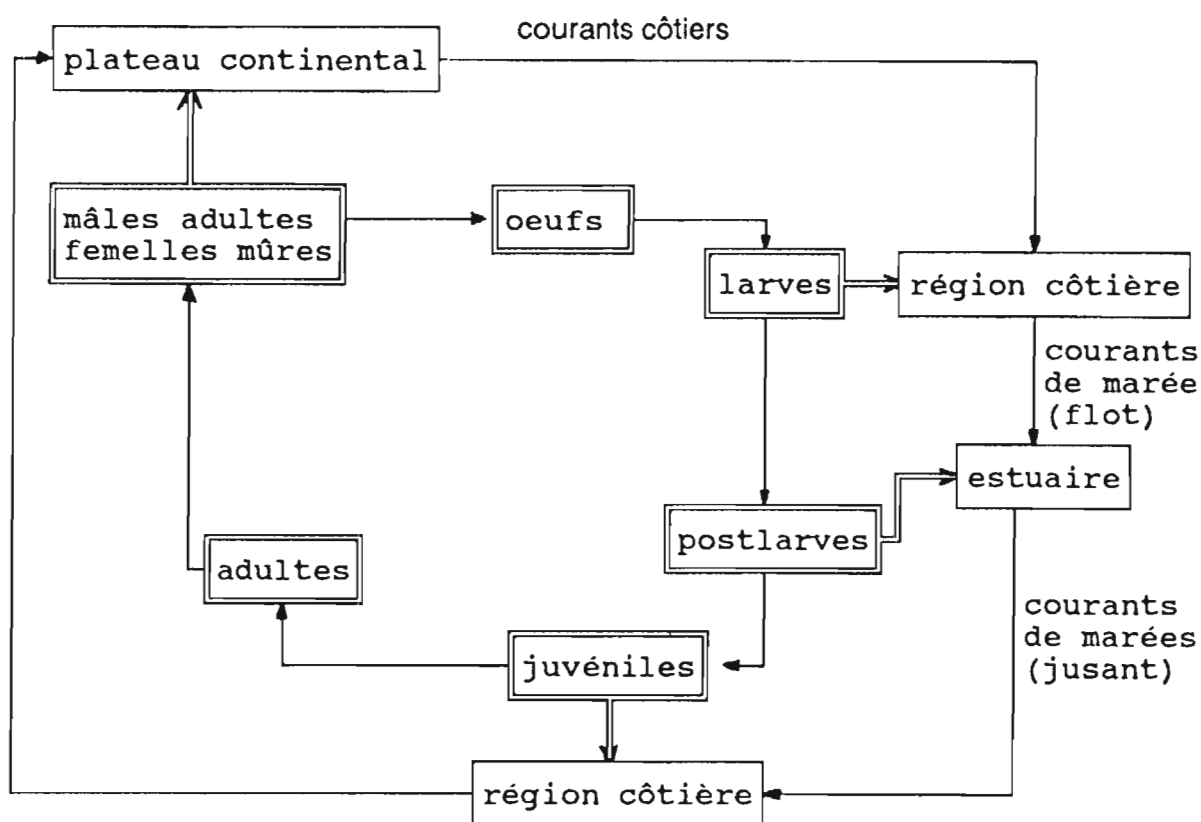 courants côtiers
plateau continental
mâles adultes
femelles mûres
oeufs
larves
région côtière
courants
de marée
(flot)
estuaire
postlarves
adultes
courants
de marées
(jusant)
juvéniles
région côtière